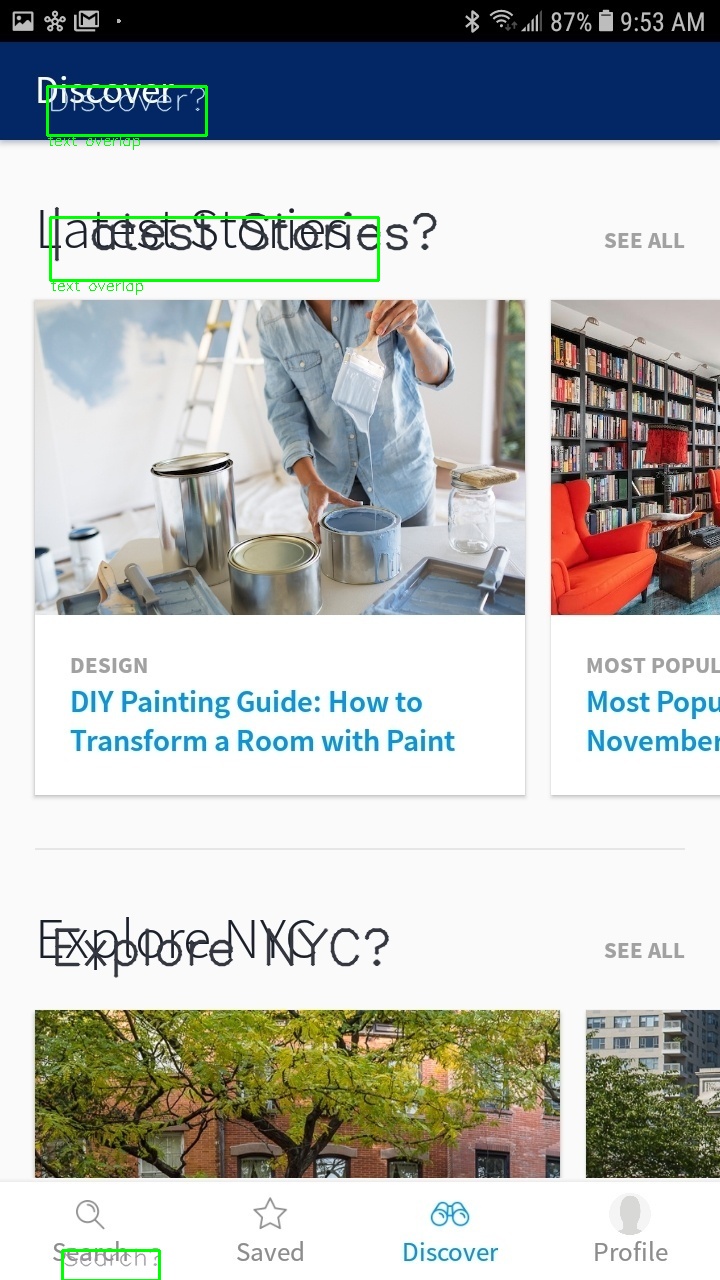 87% 9:53 AM
Discover
Discover?
text overlap
Latest Stories
Latest Stories?
SEE ALL
text overlap
DESIGN
DIY Painting Guide: How to
Transform a Room with Paint
MOST POPUL
Most Popu
November
Explore NYC
Explore NYC?
SEE ALL
Search
Search?
Saved
Discover
Profile